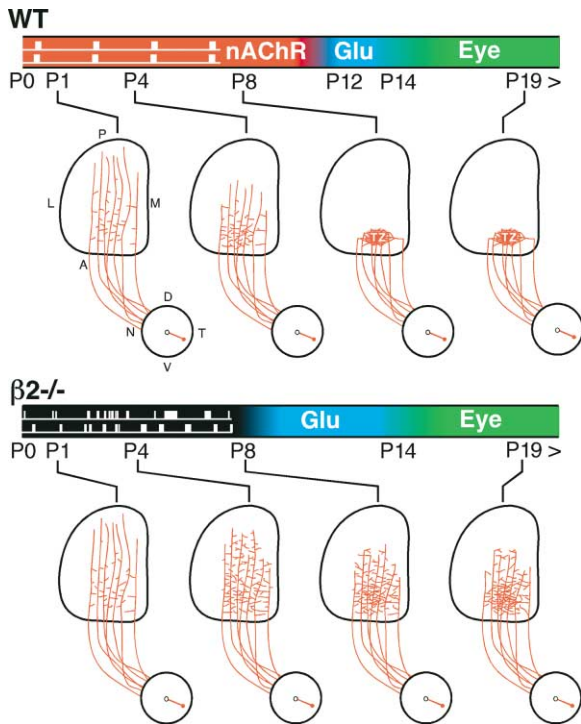 WT
nAChR Glu Eye
P0 P1 P4 P8 P12 P14 P19 >
P
L M
A
TZ TZ
D
N T
V
β2-/-
Glu Eye
P0 P1 P4 P8 P14 P19 >